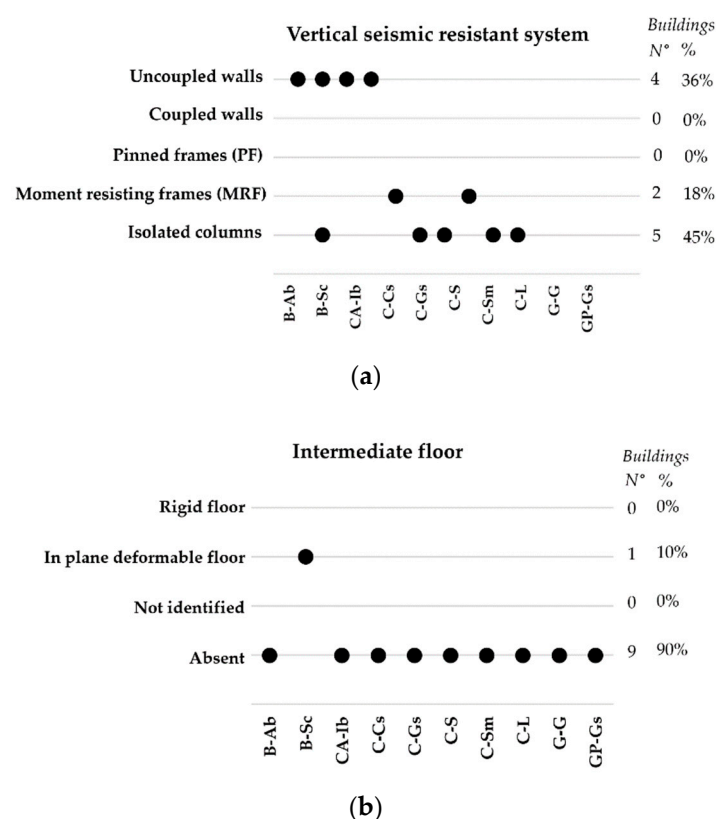 Vertical seismic resistant system
Buildings
N° %
Uncoupled walls 4 36%
Coupled walls 0 0%
Pinned frames (PF) 0 0%
Moment resisting frames (MRF) 2 18%
Isolated columns 5 45%
B-Ab B-Sc CA-Ib C-Cs C-Gs C-S C-Sm C-L G-G GP-Gs
(a)
Intermediate floor
Buildings
N° %
Rigid floor 0 0%
In plane deformable floor 1 10%
Not identified 0 0%
Absent 9 90%
B-Ab B-Sc CA-Ib C-Cs C-Gs C-S C-Sm C-L G-G GP-Gs
(b)